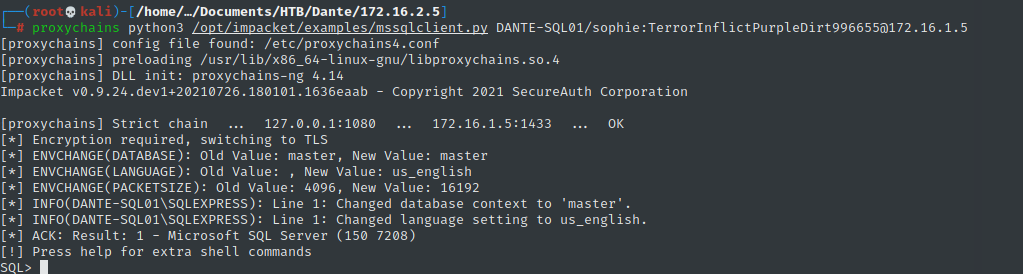 ┌──(root💀kali)-[/home/…/Documents/HTB/Dante/172.16.2.5]
└─# proxychains python3 /opt/impacket/examples/mssqlclient.py DANTE-SQL01/sophie:TerrorInflictPurpleDirt996655@172.16.1.5
[proxychains] config file found: /etc/proxychains4.conf
[proxychains] preloading /usr/lib/x86_64-linux-gnu/libproxychains.so.4
[proxychains] DLL init: proxychains-ng 4.14
Impacket v0.9.24.dev1+20210726.180101.1636eaab - Copyright 2021 SecureAuth Corporation
[proxychains] Strict chain  ...  127.0.0.1:1080  ...  172.16.1.5:1433  ...  OK
[*] Encryption required, switching to TLS
[*] ENVCHANGE(DATABASE): Old Value: master, New Value: master
[*] ENVCHANGE(LANGUAGE): Old Value: , New Value: us_english
[*] ENVCHANGE(PACKETSIZE): Old Value: 4096, New Value: 16192
[*] INFO(DANTE-SQL01\SQLEXPRESS): Line 1: Changed database context to 'master'.
[*] INFO(DANTE-SQL01\SQLEXPRESS): Line 1: Changed language setting to us_english.
[*] ACK: Result: 1 - Microsoft SQL Server (150 7208)
[!] Press help for extra shell commands
SQL>